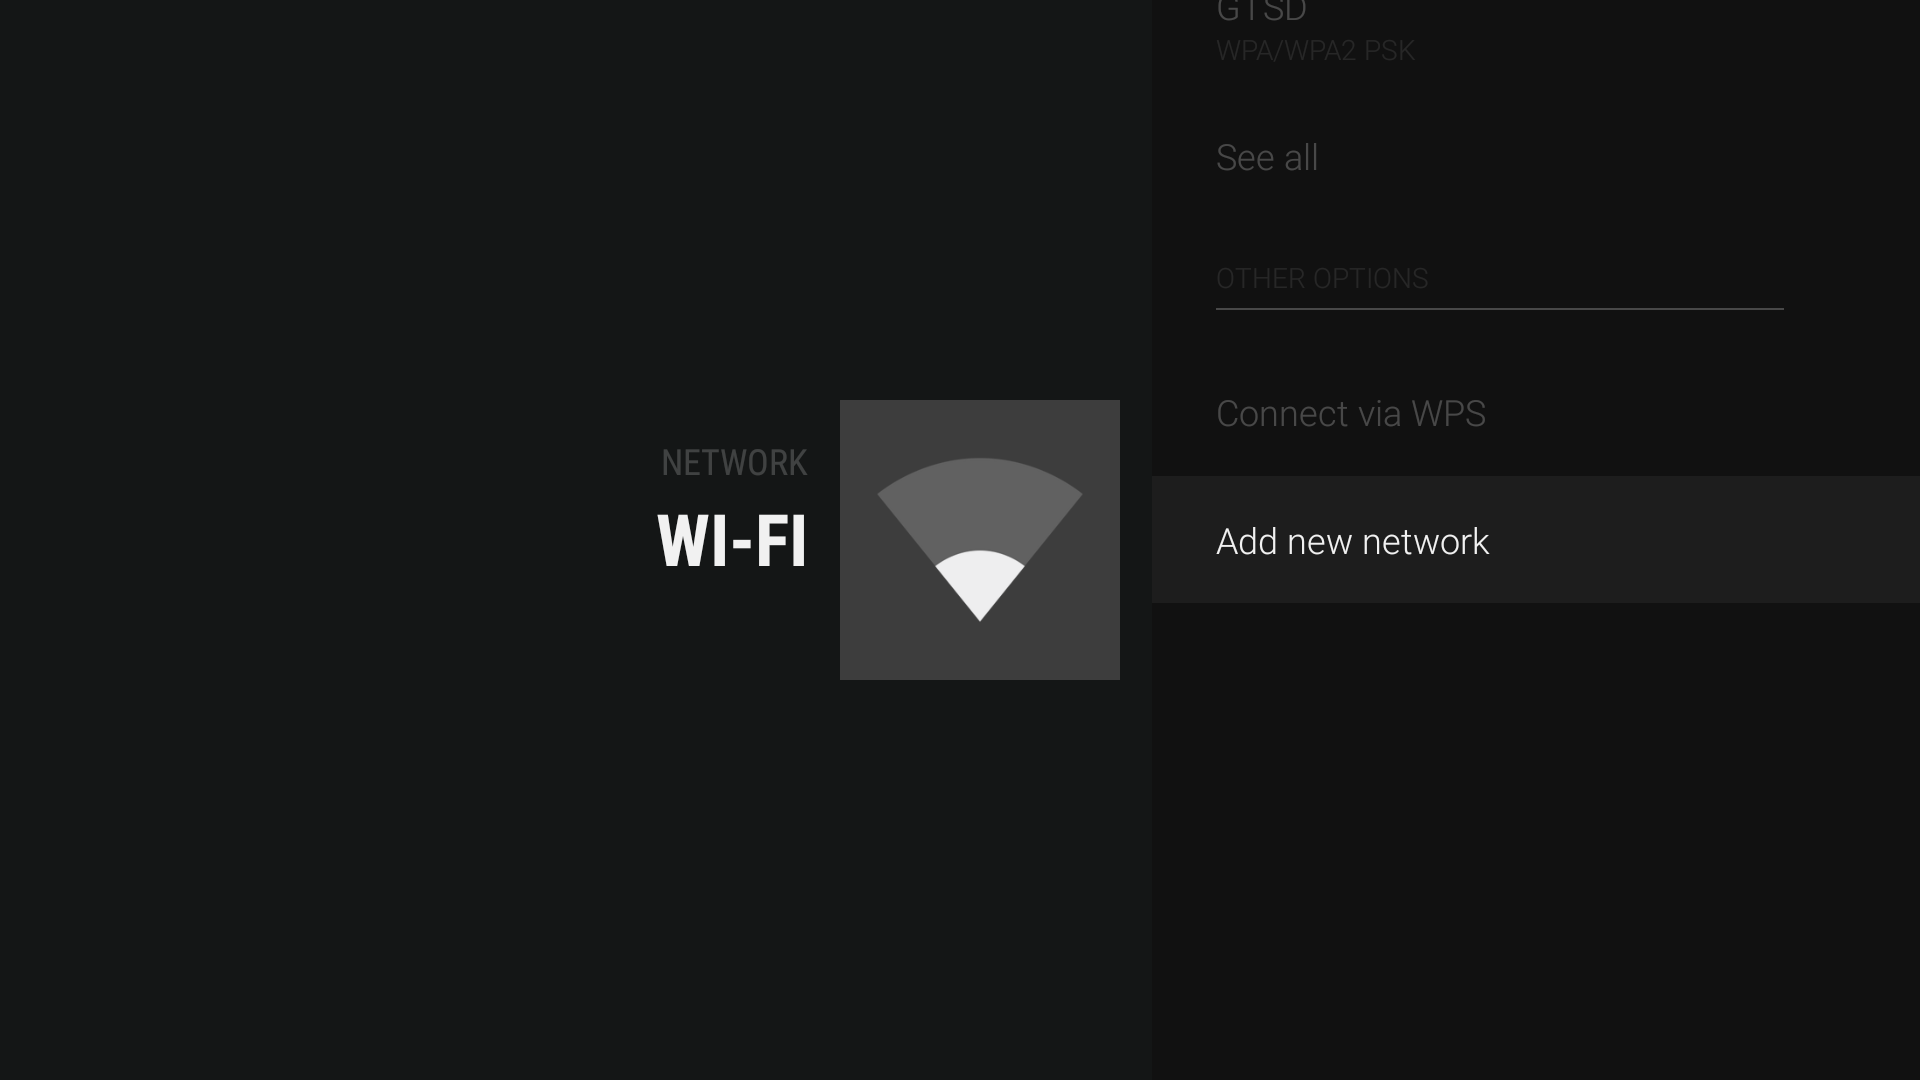 NETWORK
WI-FI
GTSD
WPA/WPA2 PSK
See all
OTHER OPTIONS
Connect via WPS
Add new network